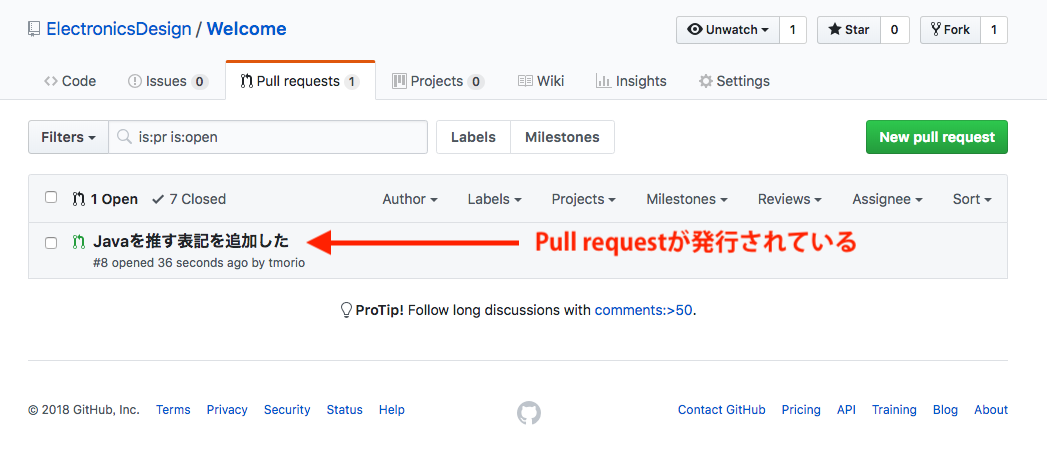 ElectronicsDesign / Welcome
Unwatch 1 Star 0 Fork 1
Code Issues 0 Pull requests 1 Projects 0 Wiki Insights Settings
Filters is:pr is:open Labels Milestones New pull request
1 Open 7 Closed Author Labels Projects Milestones Reviews Assignee Sort
Javaを推す表記を追加した Pull requestが発行されている
#8 opened 36 seconds ago by tmorio
ProTip! Follow long discussions with comments:>50.
© 2018 GitHub, Inc. Terms Privacy Security Status Help Contact GitHub Pricing API Training Blog About